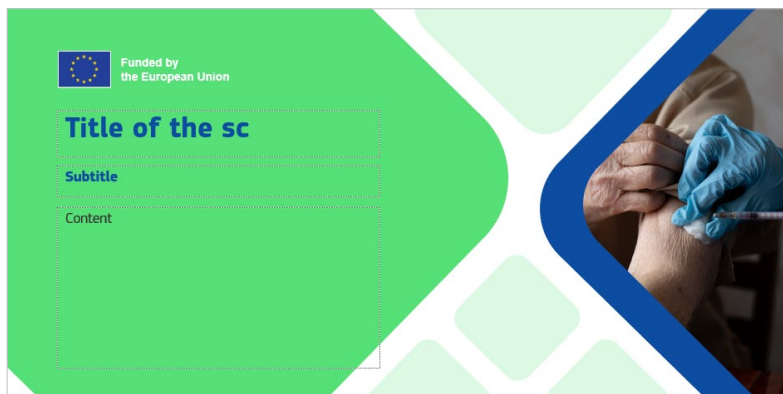 Funded by
the European Union
Title of the sc
Subtitle
Content